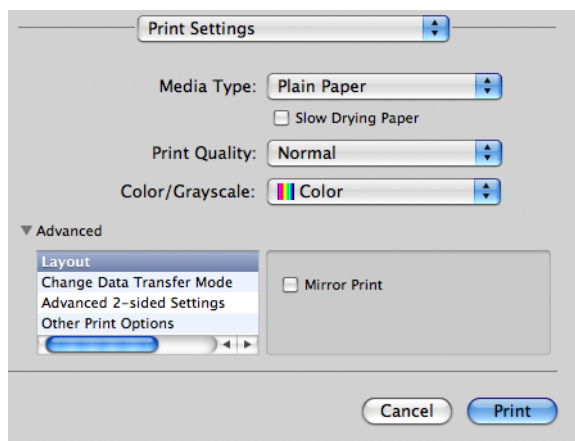 Print Settings
Media Type: Plain Paper
Slow Drying Paper
Print Quality: Normal
Color/Grayscale: Color
Advanced
Layout
Change Data Transfer Mode
Mirror Print
Advanced 2-sided Settings
Other Print Options
Cancel Print